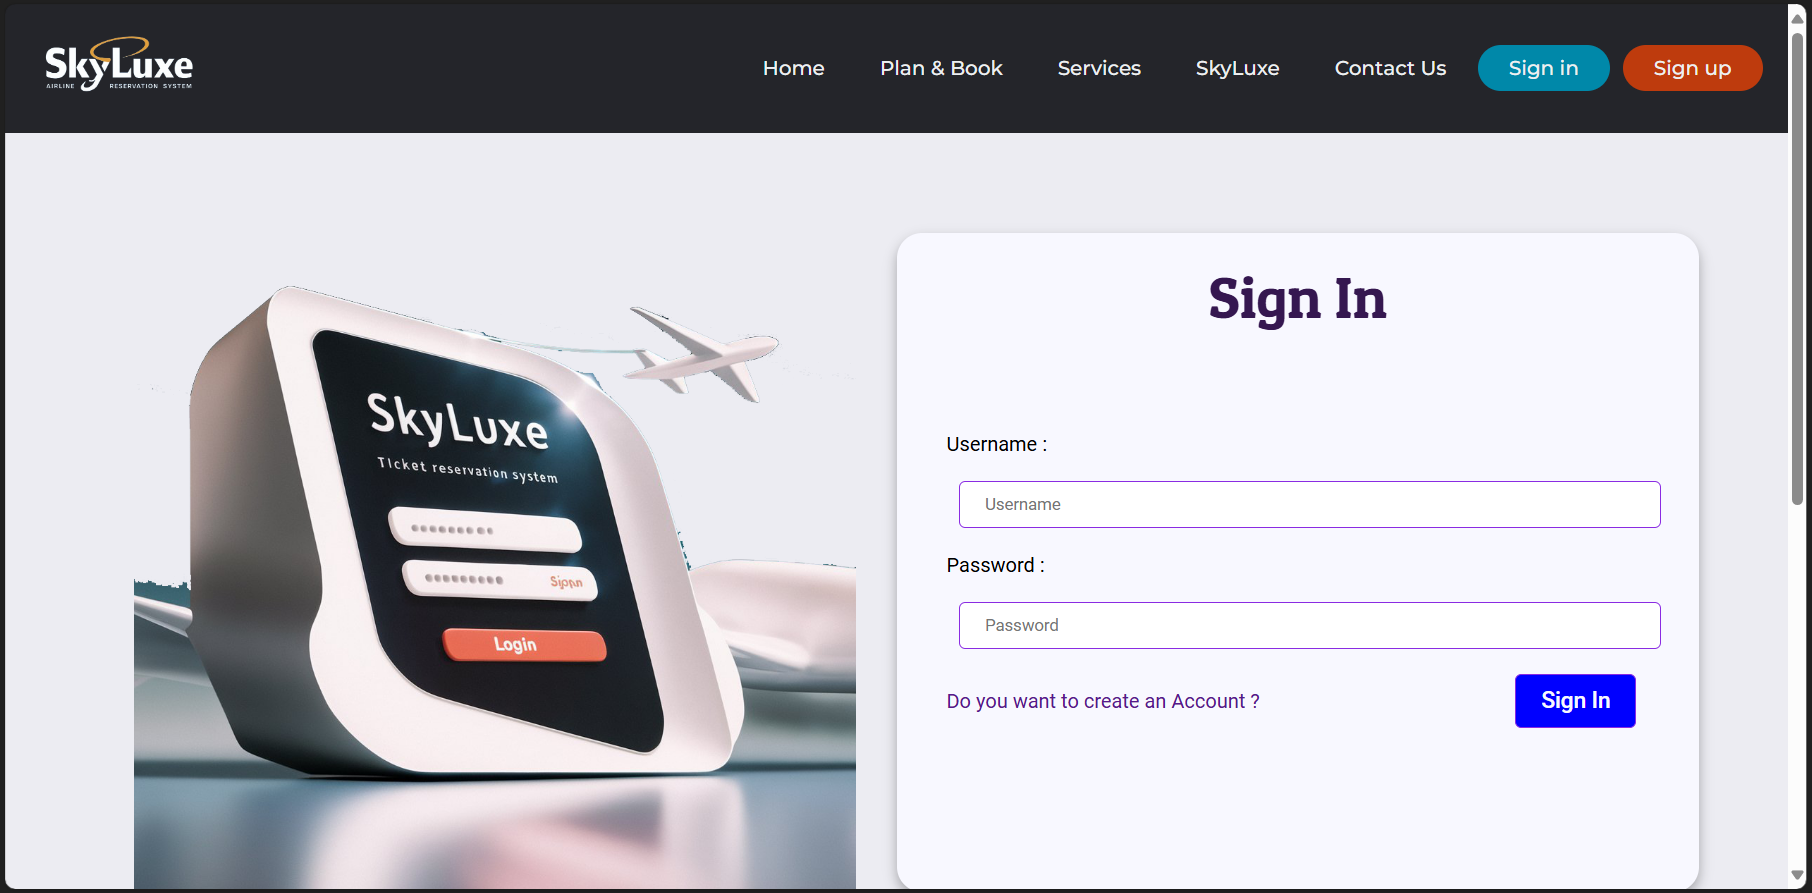 SkyLuxe
AIRLINE RESERVATION SYSTEM
Home Plan & Book Services SkyLuxe Contact Us Sign in Sign up
SkyLuxe
TIcket reservation system
Login
Sign In
Username :
Username
Password :
Password
Do you want to create an Account ?
Sign In